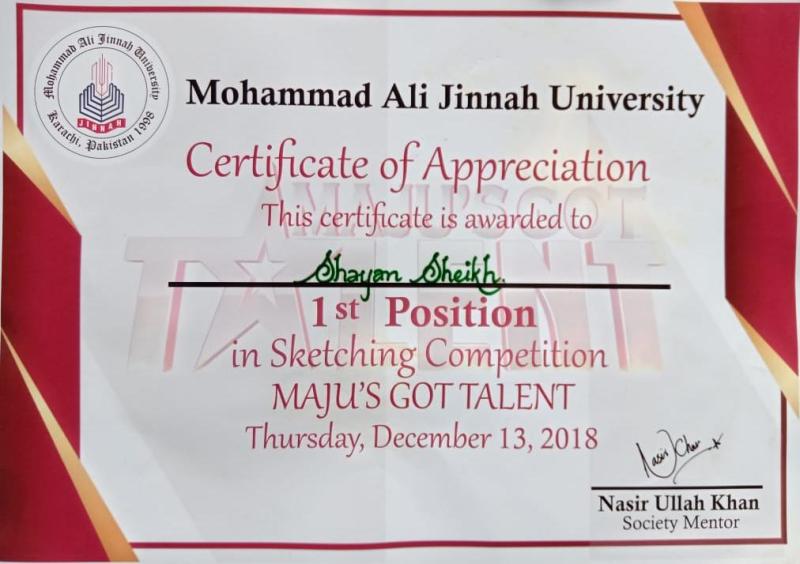 Mohammad Ali Jinnah University
Karachi, Pakistan 1998
JINNAH
Mohammad Ali Jinnah University
Certificate of Appreciation
MAJU'S GOT
TALENT
This certificate is awarded to
Shayan Sheikh.
1st Position
in Sketching Competition
MAJU'S GOT TALENT
Thursday, December 13, 2018
Nasir Khan
Nasir Ullah Khan
Society Mentor